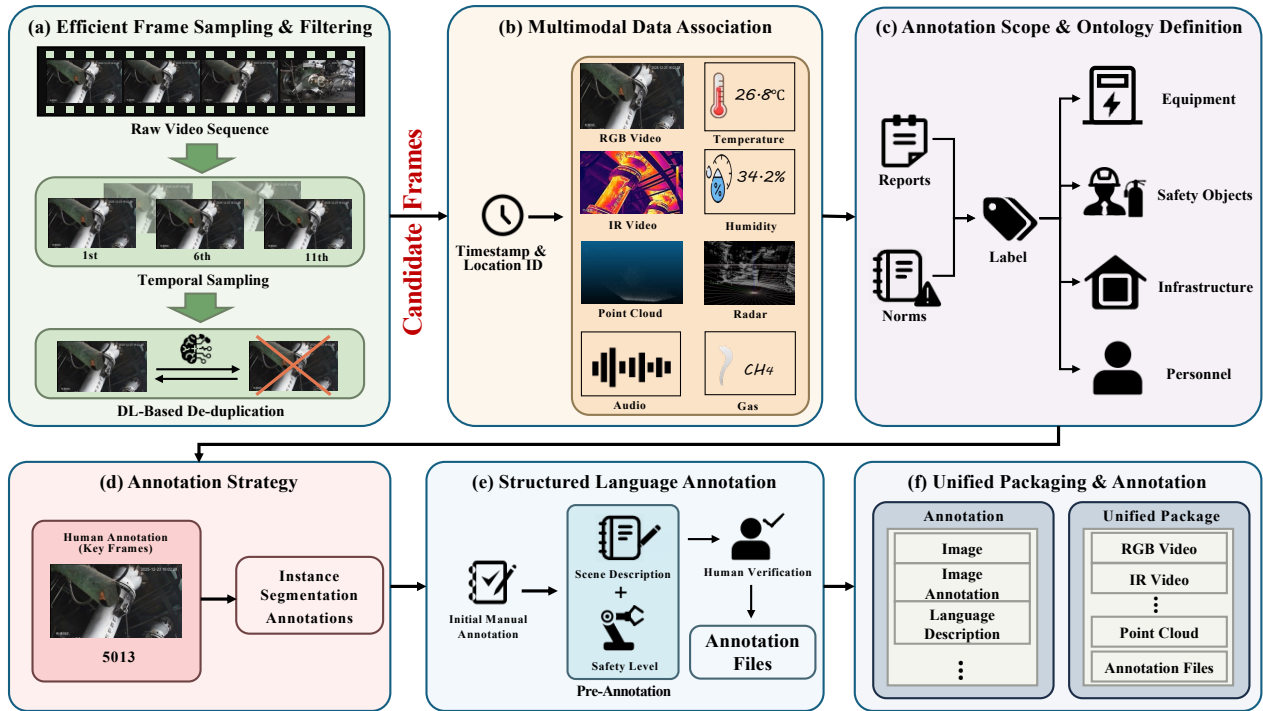 (a) Efficient Frame Sampling & Filtering
Raw Video Sequence
1st
6th
11th
Temporal Sampling
DL-Based De-duplication
Candidate Frames
(b) Multimodal Data Association
Timestamp &
Location ID
RGB Video
26.8℃
Temperature
IR Video
%
34.2%
Humidity
Point Cloud
Radar
Audio
CH4
Gas
(c) Annotation Scope & Ontology Definition
Reports
Norms
Label
Equipment
Safety Objects
Infrastructure
Personnel
(d) Annotation Strategy
Human Annotation
(Key Frames)
5013
Instance
Segmentation
Annotations
(e) Structured Language Annotation
Initial Manual
Annotation
Scene Description
+
Safety Level
Pre-Annotation
Human Verification
Annotation
Files
(f) Unified Packaging & Annotation
Annotation
Image
Image
Annotation
Language
Description
Unified Package
RGB Video
IR Video
Point Cloud
Annotation Files